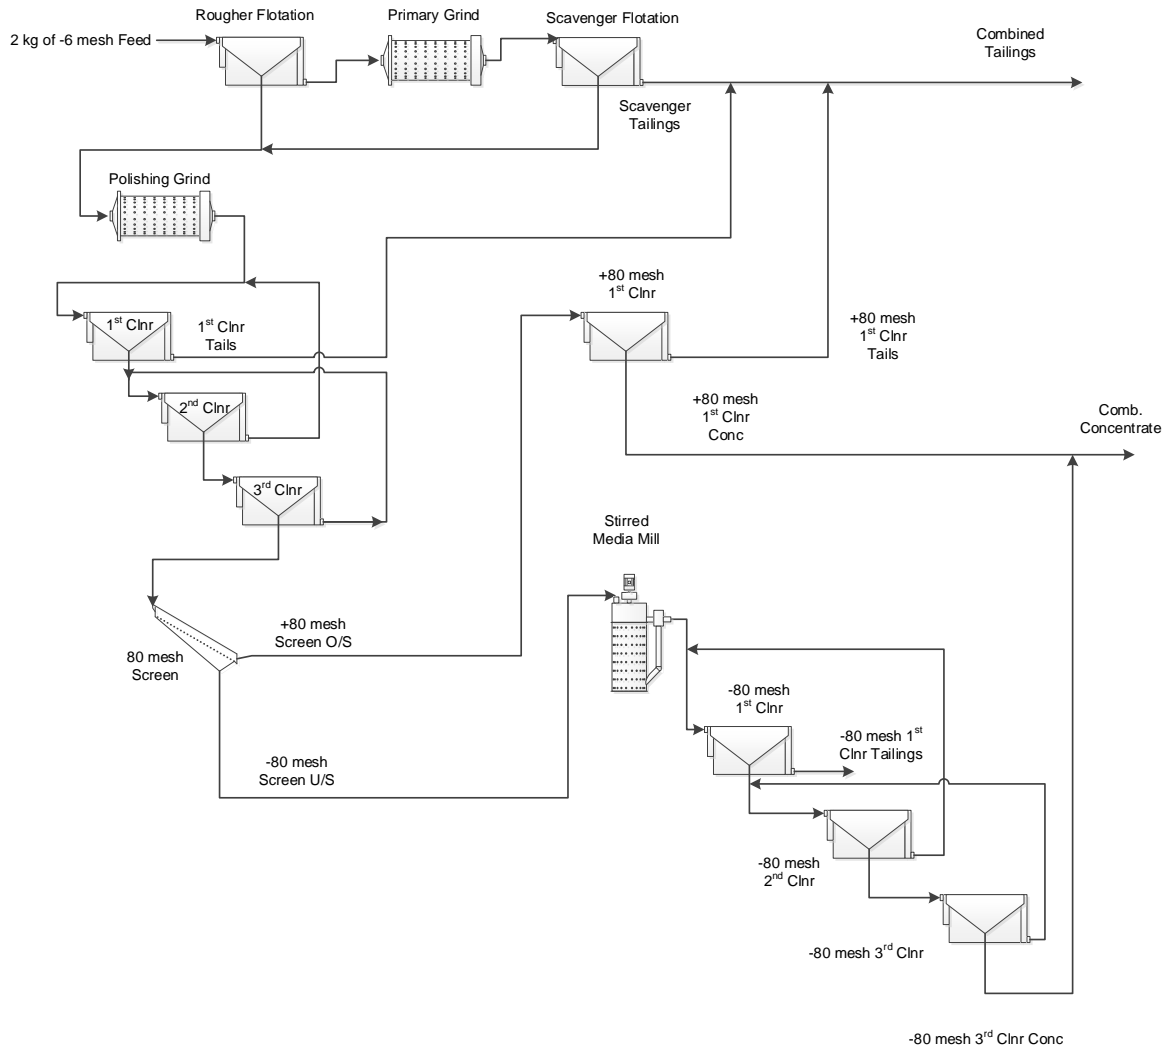 Rougher Flotation
Primary Grind
Scavenger Flotation
2 kg of -6 mesh Feed
Combined
Tailings
Scavenger
Tailings
Polishing Grind
+80 mesh
1st Clnr
1st Clnr
1st Clnr
Tails
+80 mesh
1st Clnr
Tails
2nd Clnr
+80 mesh
1st Clnr
Conc
Comb.
Concentrate
3rd Clnr
Stirred
Media Mill
+80 mesh
Screen O/S
80 mesh
Screen
-80 mesh
1st Clnr
-80 mesh 1st
Clnr Tailings
-80 mesh
Screen U/S
-80 mesh
2nd Clnr
-80 mesh 3rd Clnr
-80 mesh 3rd Clnr Conc